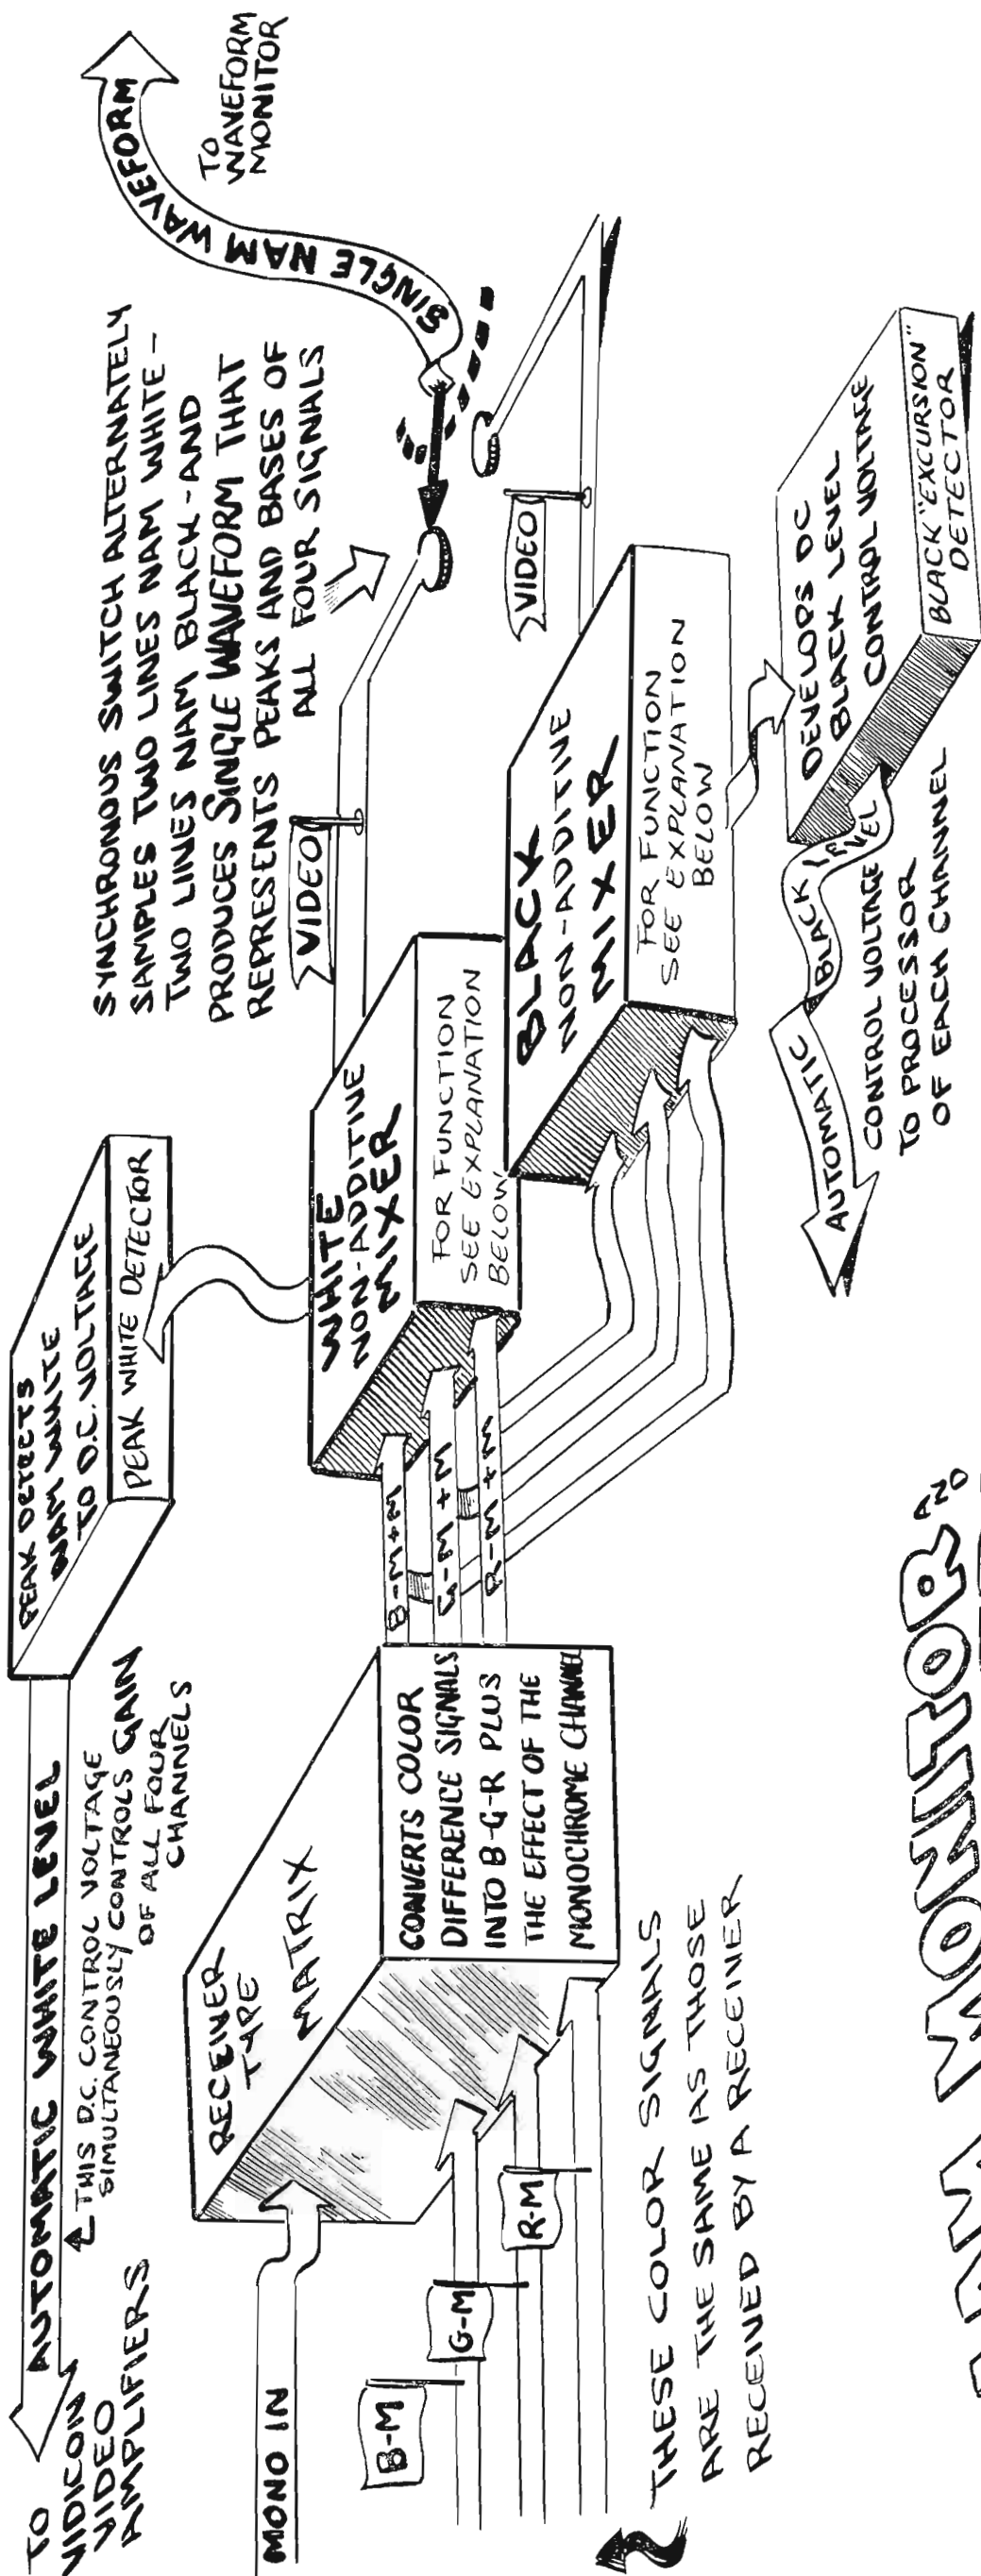 TO
VIDICON
VIDEO
AMPLIFIERS
AUTOMATIC WHITE LEVEL
THIS D.C. CONTROL VOLTAGE
SIMULTANEOUSLY CONTROLS GAIN
OF ALL FOUR
CHANNELS
PEAK DETECTS
NAM WHITE
TO D.C. VOLTAGE
PEAK WHITE DETECTOR
MONO IN
B-M
G-M
R-M
THESE COLOR SIGNALS
ARE THE SAME AS THOSE
RECEIVED BY A RECEIVER
RECEIVER
TYPE
MATRIX
CONVERTS COLOR
DIFFERENCE SIGNALS
INTO B-G-R PLUS
THE EFFECT OF THE
MONOCHROME CHANNEL
B-M+M
G-M+M
R-M+M
WHITE
NON-ADDITIVE
MIXER
FOR FUNCTION
SEE EXPLANATION
BELOW
BLACK
NON-ADDITIVE
MIXER
FOR FUNCTION
SEE EXPLANATION
BELOW
VIDEO
VIDEO
SYNCHRONOUS SWITCH ALTERNATELY
SAMPLES TWO LINES NAM WHITE-
TWO LINES NAM BLACK-AND
PRODUCES SINGLE WAVEFORM THAT
REPRESENTS PEAKS AND BASES OF
ALL FOUR SIGNALS
SINGLE NAM WAVEFORM
TO
WAVEFORM
MONITOR
DEVELOPS DC
BLACK LEVEL
CONTROL VOLTAGE
BLACK "EXCURSION"
DETECTOR
AUTOMATIC BLACK LEVEL
CONTROL VOLTAGE
TO PROCESSOR
OF EACH CHANNEL
MONITOR AND